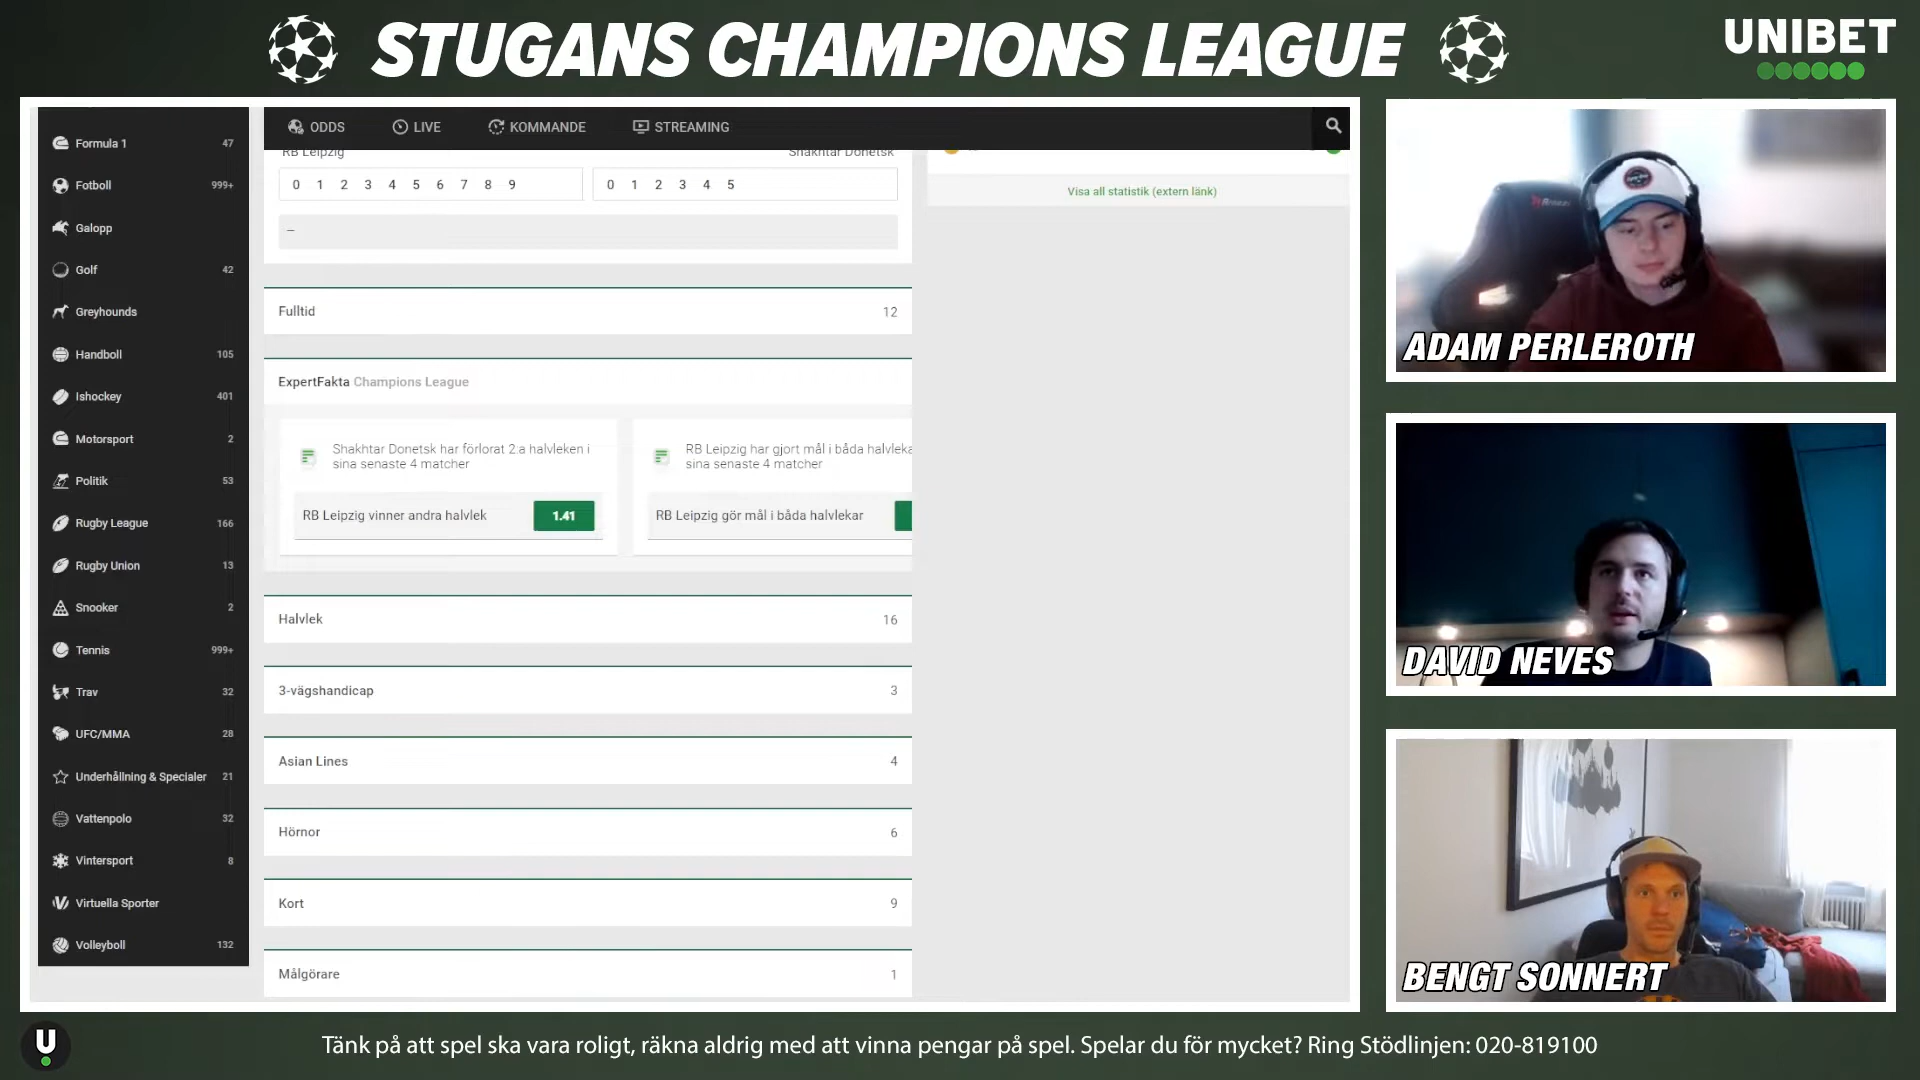 STUGANS CHAMPIONS LEAGUE
UNIBET
Formula 1 47
Fotboll 999+
Galopp
Golf 42
Greyhounds
Handboll 105
Ishockey 401
Motorsport 2
Politik 53
Rugby League 166
Rugby Union 13
Snooker 2
Tennis 999+
Trav 32
UFC/MMA 28
Underhållning & Specialer 21
Vattenpolo 32
Vintersport 8
Virtuella Sporter
Volleyboll 132
ODDS LIVE KOMMANDE STREAMING
RB Leipzig Shakhtar Donetsk
0 1 2 3 4 5 6 7 8 9 0 1 2 3 4 5
–
Visa all statistik (extern länk)
Fulltid 12
ExpertFakta Champions League
Shakhtar Donetsk har förlorat 2:a halvleken i
sina senaste 4 matcher
RB Leipzig vinner andra halvlek 1.41
RB Leipzig har gjort mål i båda halvleka
sina senaste 4 matcher
RB Leipzig gör mål i båda halvlekar
Halvlek 16
3-vägshandicap 3
Asian Lines 4
Hörnor 6
Kort 9
Målgörare 1
ADAM PERLEROTH
DAVID NEVES
BENGT SONNERT
U
Tänk på att spel ska vara roligt, räkna aldrig med att vinna pengar på spel. Spelar du för mycket? Ring Stödlinjen: 020-819100